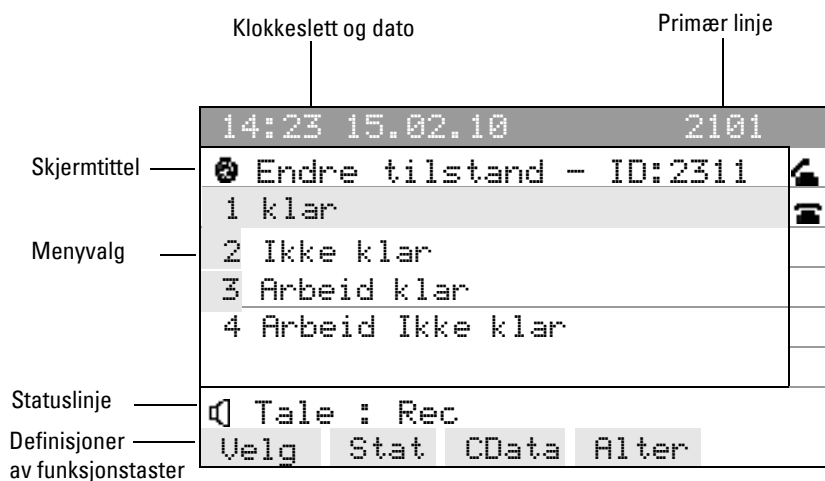 Klokkeslett og dato
Primær linje
14:23 15.02.10 2101
Skjermtittel
Endre tilstand - ID:2311
1 klar
Menyvalg
2 Ikke klar
3 Arbeid klar
4 Arbeid Ikke klar
Statuslinje
Tale : Rec
Definisjoner
av funksjonstaster
Velg Stat CData Alter